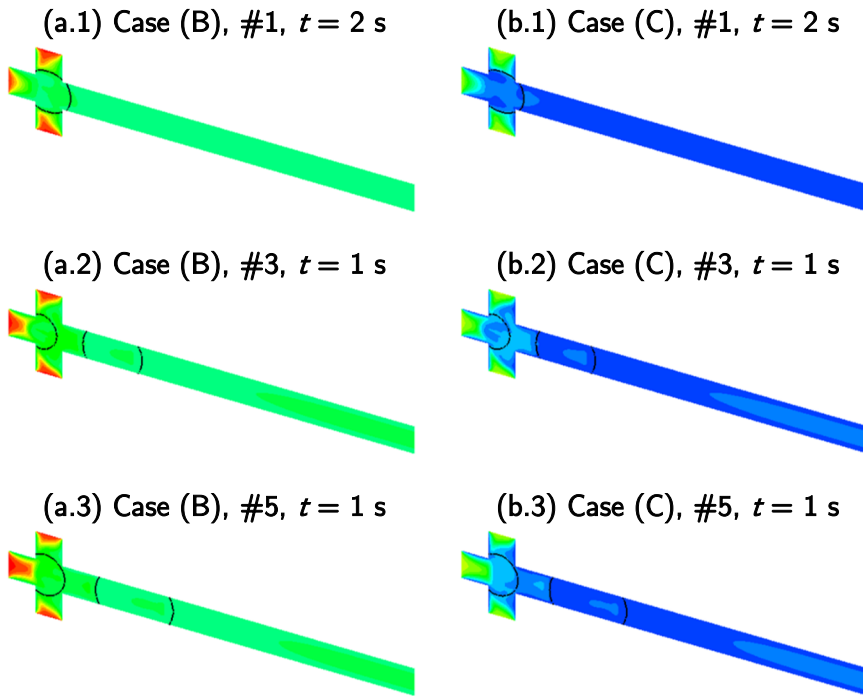 (a.1) Case (B), #1, t = 2 s
(b.1) Case (C), #1, t = 2 s
(a.2) Case (B), #3, t = 1 s
(b.2) Case (C), #3, t = 1 s
(a.3) Case (B), #5, t = 1 s
(b.3) Case (C), #5, t = 1 s